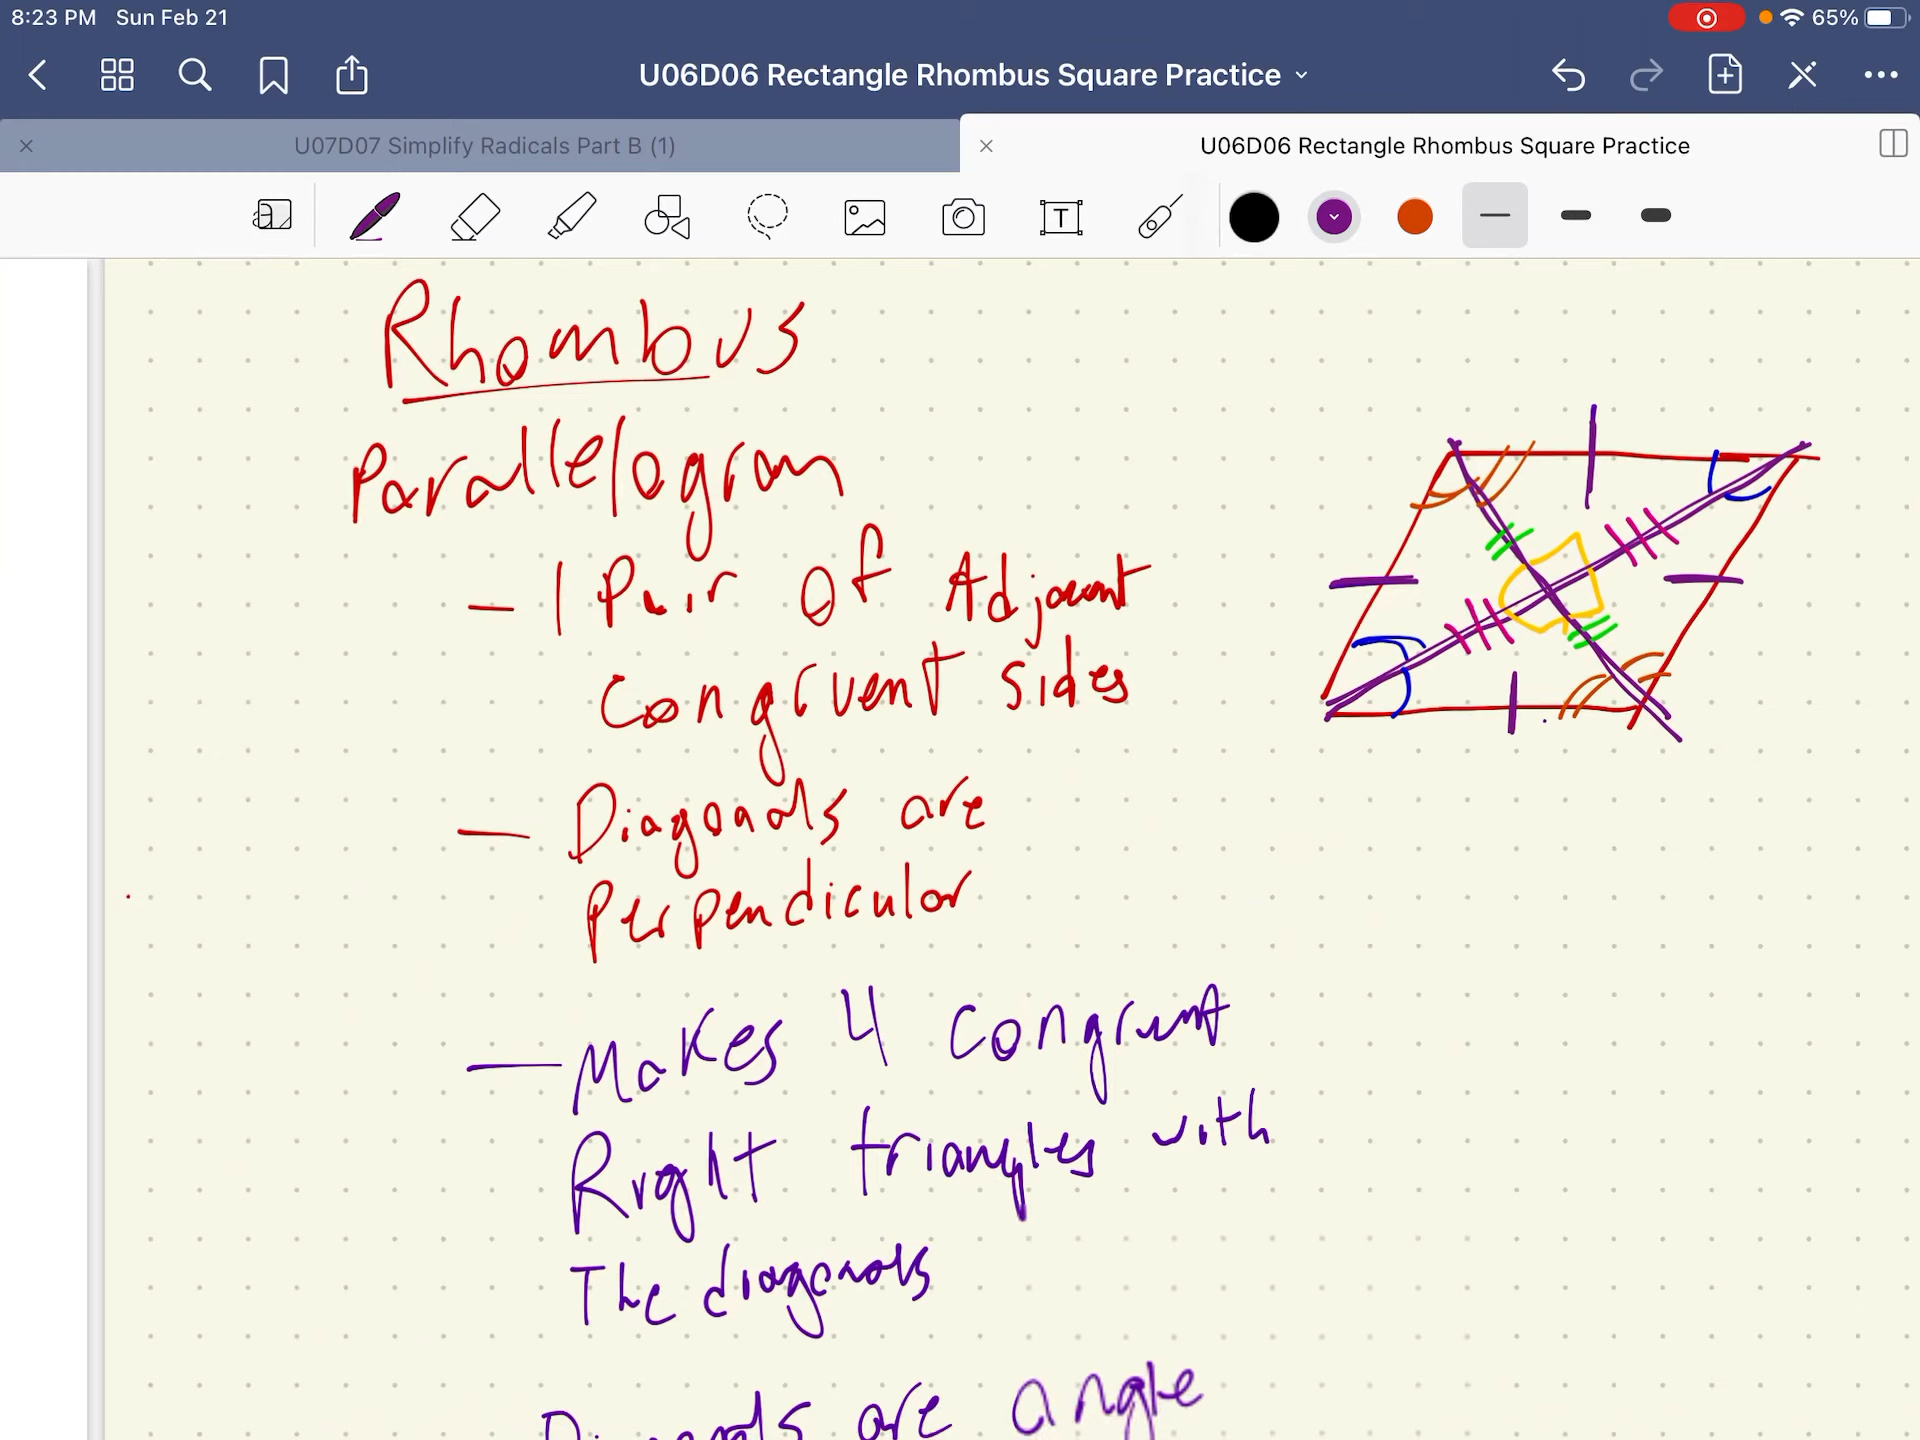 8:23 PM Sun Feb 21
65%
U06D06 Rectangle Rhombus Square Practice
U07D07 Simplify Radicals Part B (1)
U06D06 Rectangle Rhombus Square Practice
T
Rhombus
Parallelogram
- 1 Pair of Adjacent
Congruent sides
- Diagonals are
Perpendicular
- Makes 4 congruent
Right triangles with
The diagonals
Diagonals are angle